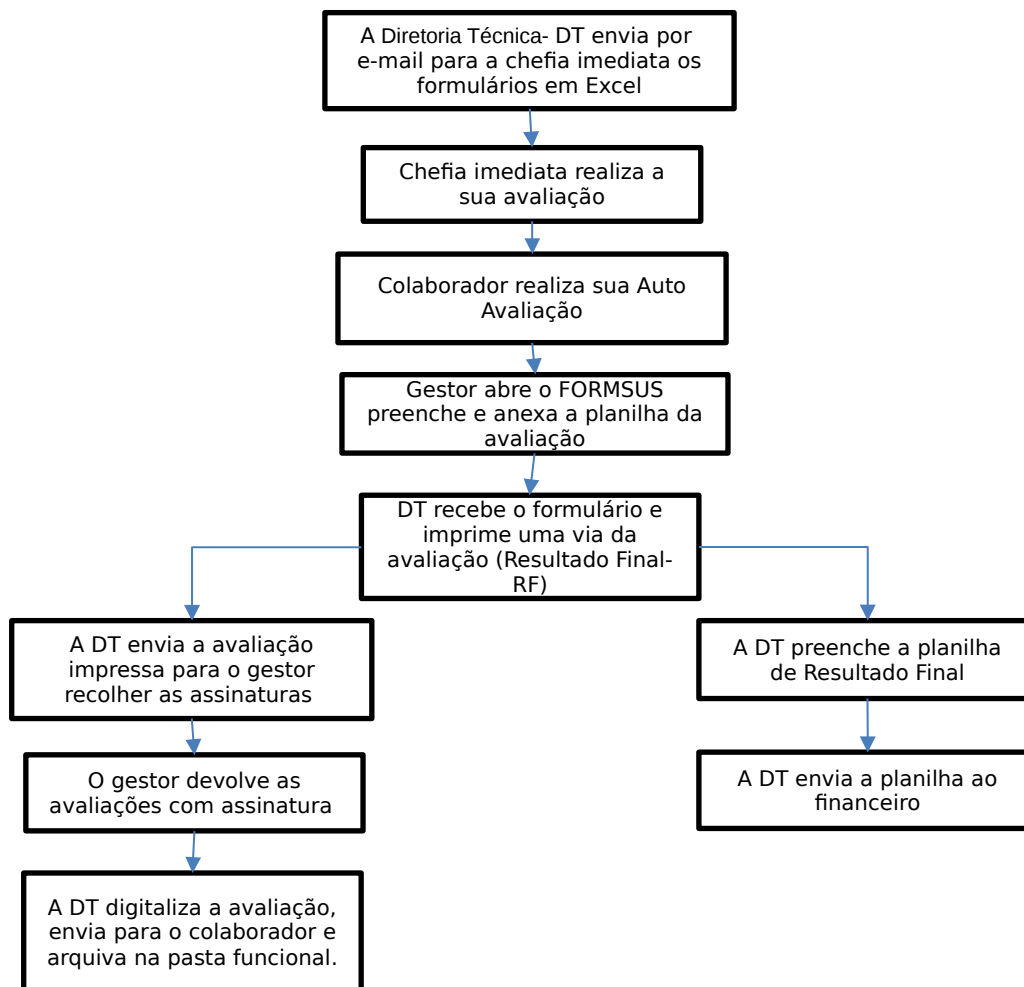 A Diretoria Técnica- DT envia por
e-mail para a chefia imediata os
formulários em Excel
Chefia imediata realiza a
sua avaliação
Colaborador realiza sua Auto
Avaliação
Gestor abre o FORMSUS
preenche e anexa a planilha da
avaliação
DT recebe o formulário e
imprime uma via da
avaliação (Resultado Final-
RF)
A DT envia a avaliação
impressa para o gestor
recolher as assinaturas
O gestor devolve as
avaliações com assinatura
A DT digitaliza a avaliação,
envia para o colaborador e
arquiva na pasta funcional.
A DT preenche a planilha
de Resultado Final
A DT envia a planilha ao
financeiro